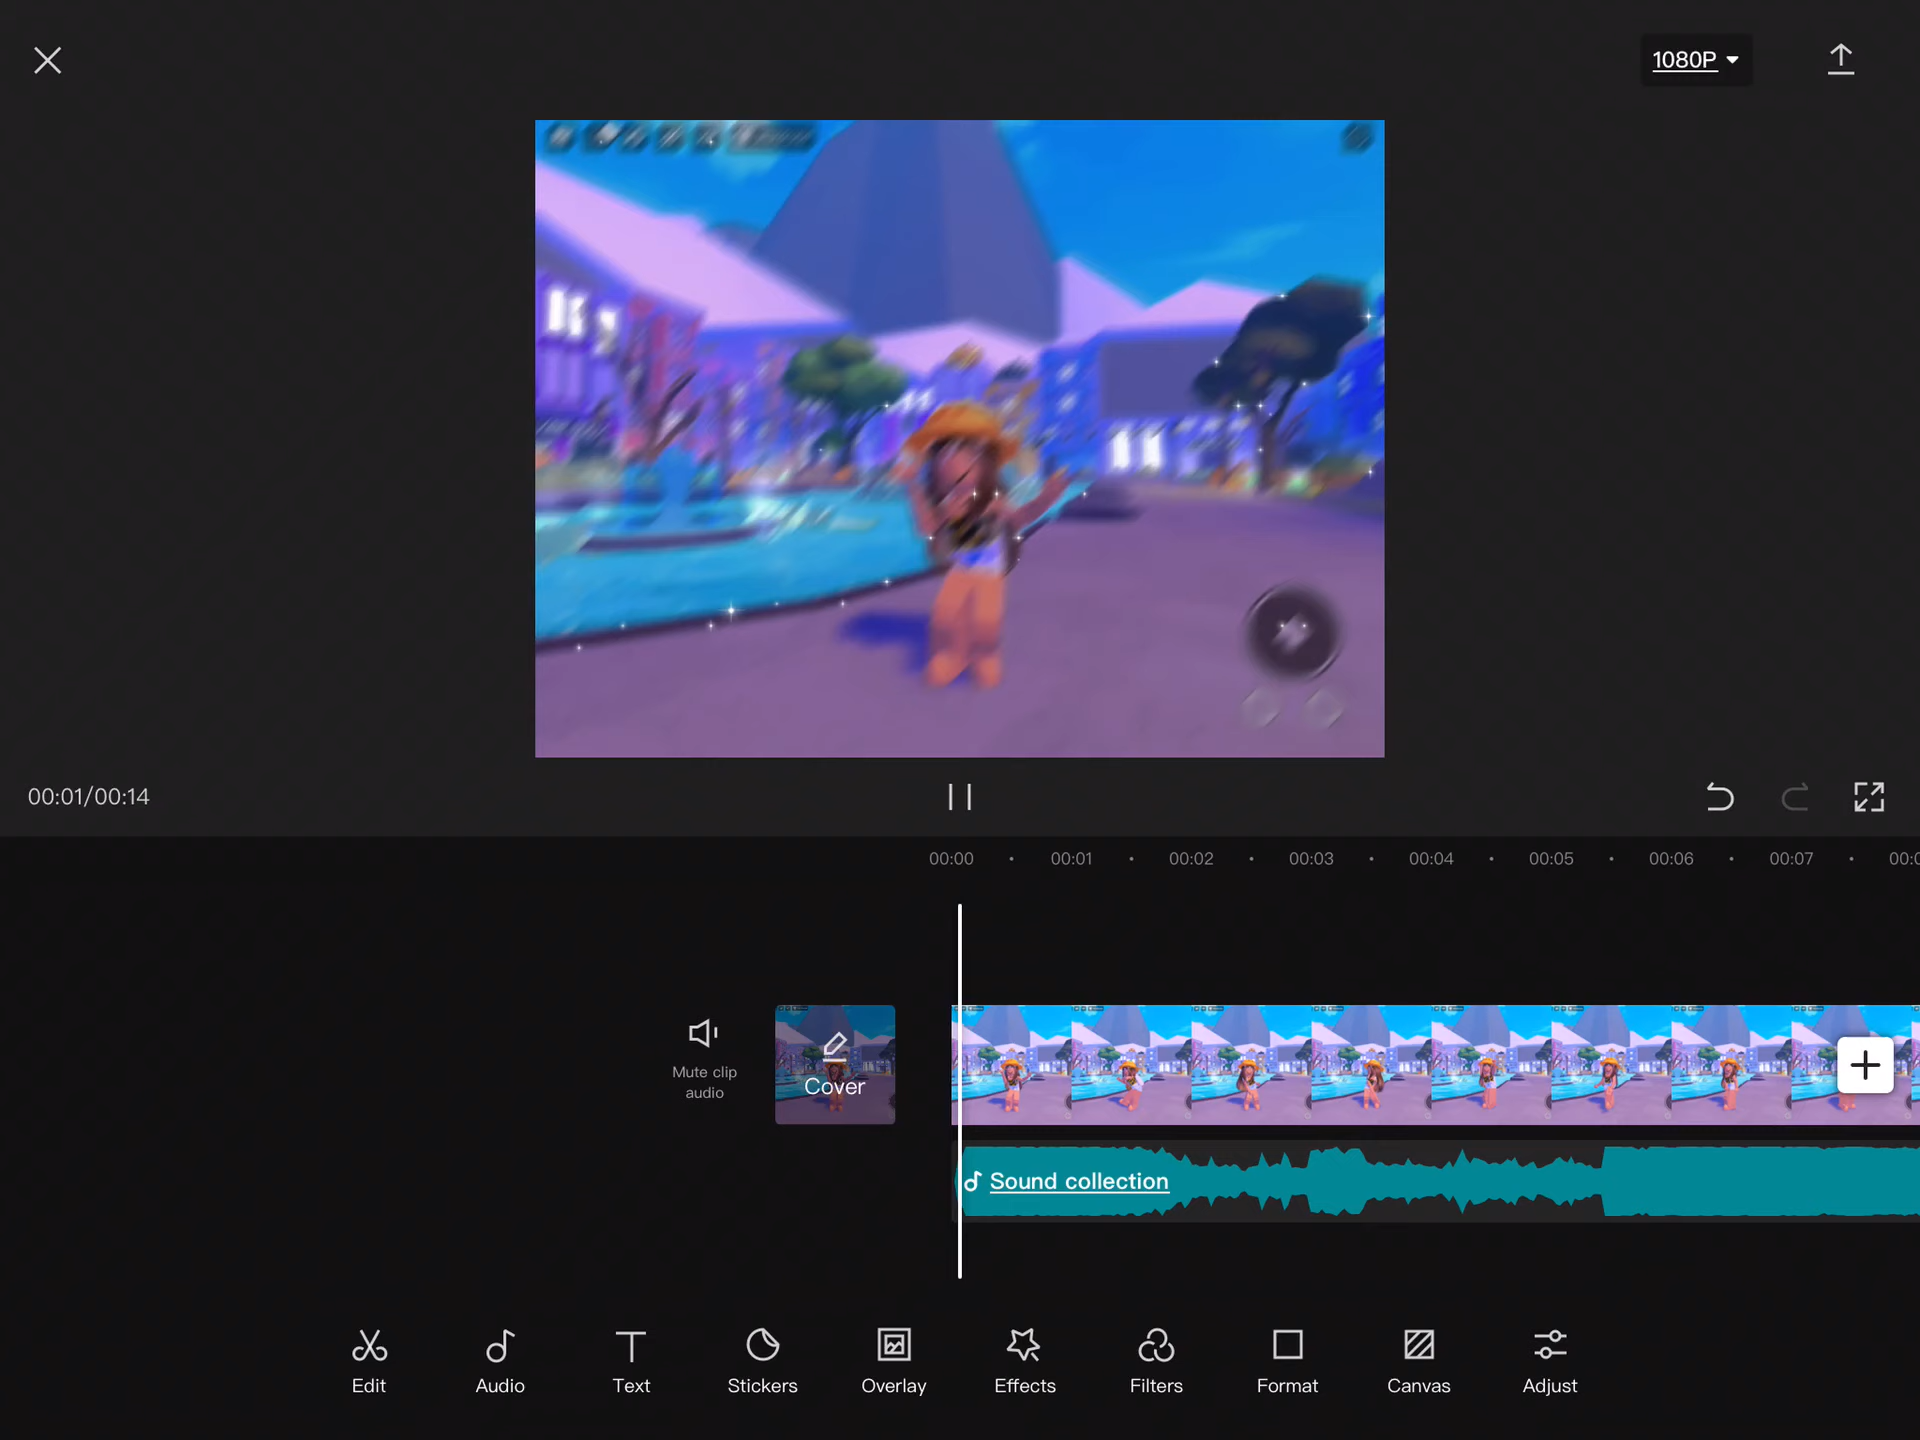 1080P
00:01/00:14
00:00 00:01 00:02 00:03 00:04 00:05 00:06 00:07
Mute clip
audio
Cover
Sound collection
Edit Audio Text Stickers Overlay Effects Filters Format Canvas Adjust